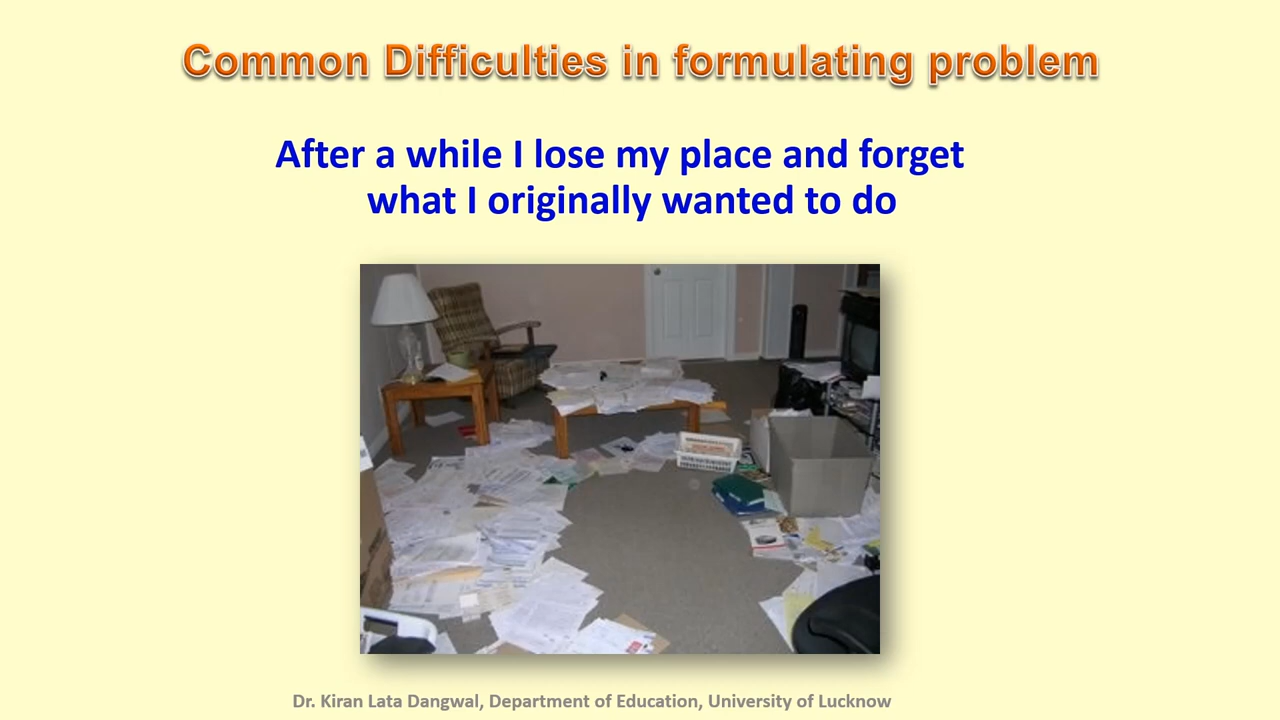 Common Difficulties in formulating problem
After a while I lose my place and forget
what I originally wanted to do
Dr. Kiran Lata Dangwal, Department of Education, University of Lucknow